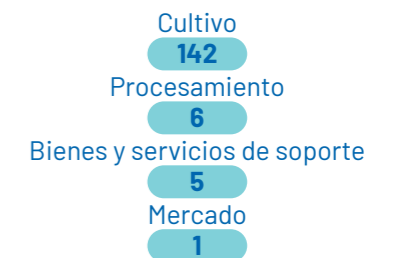 Cultivo
142
Procesamiento
6
Bienes y servicios de soporte
5
Mercado
1